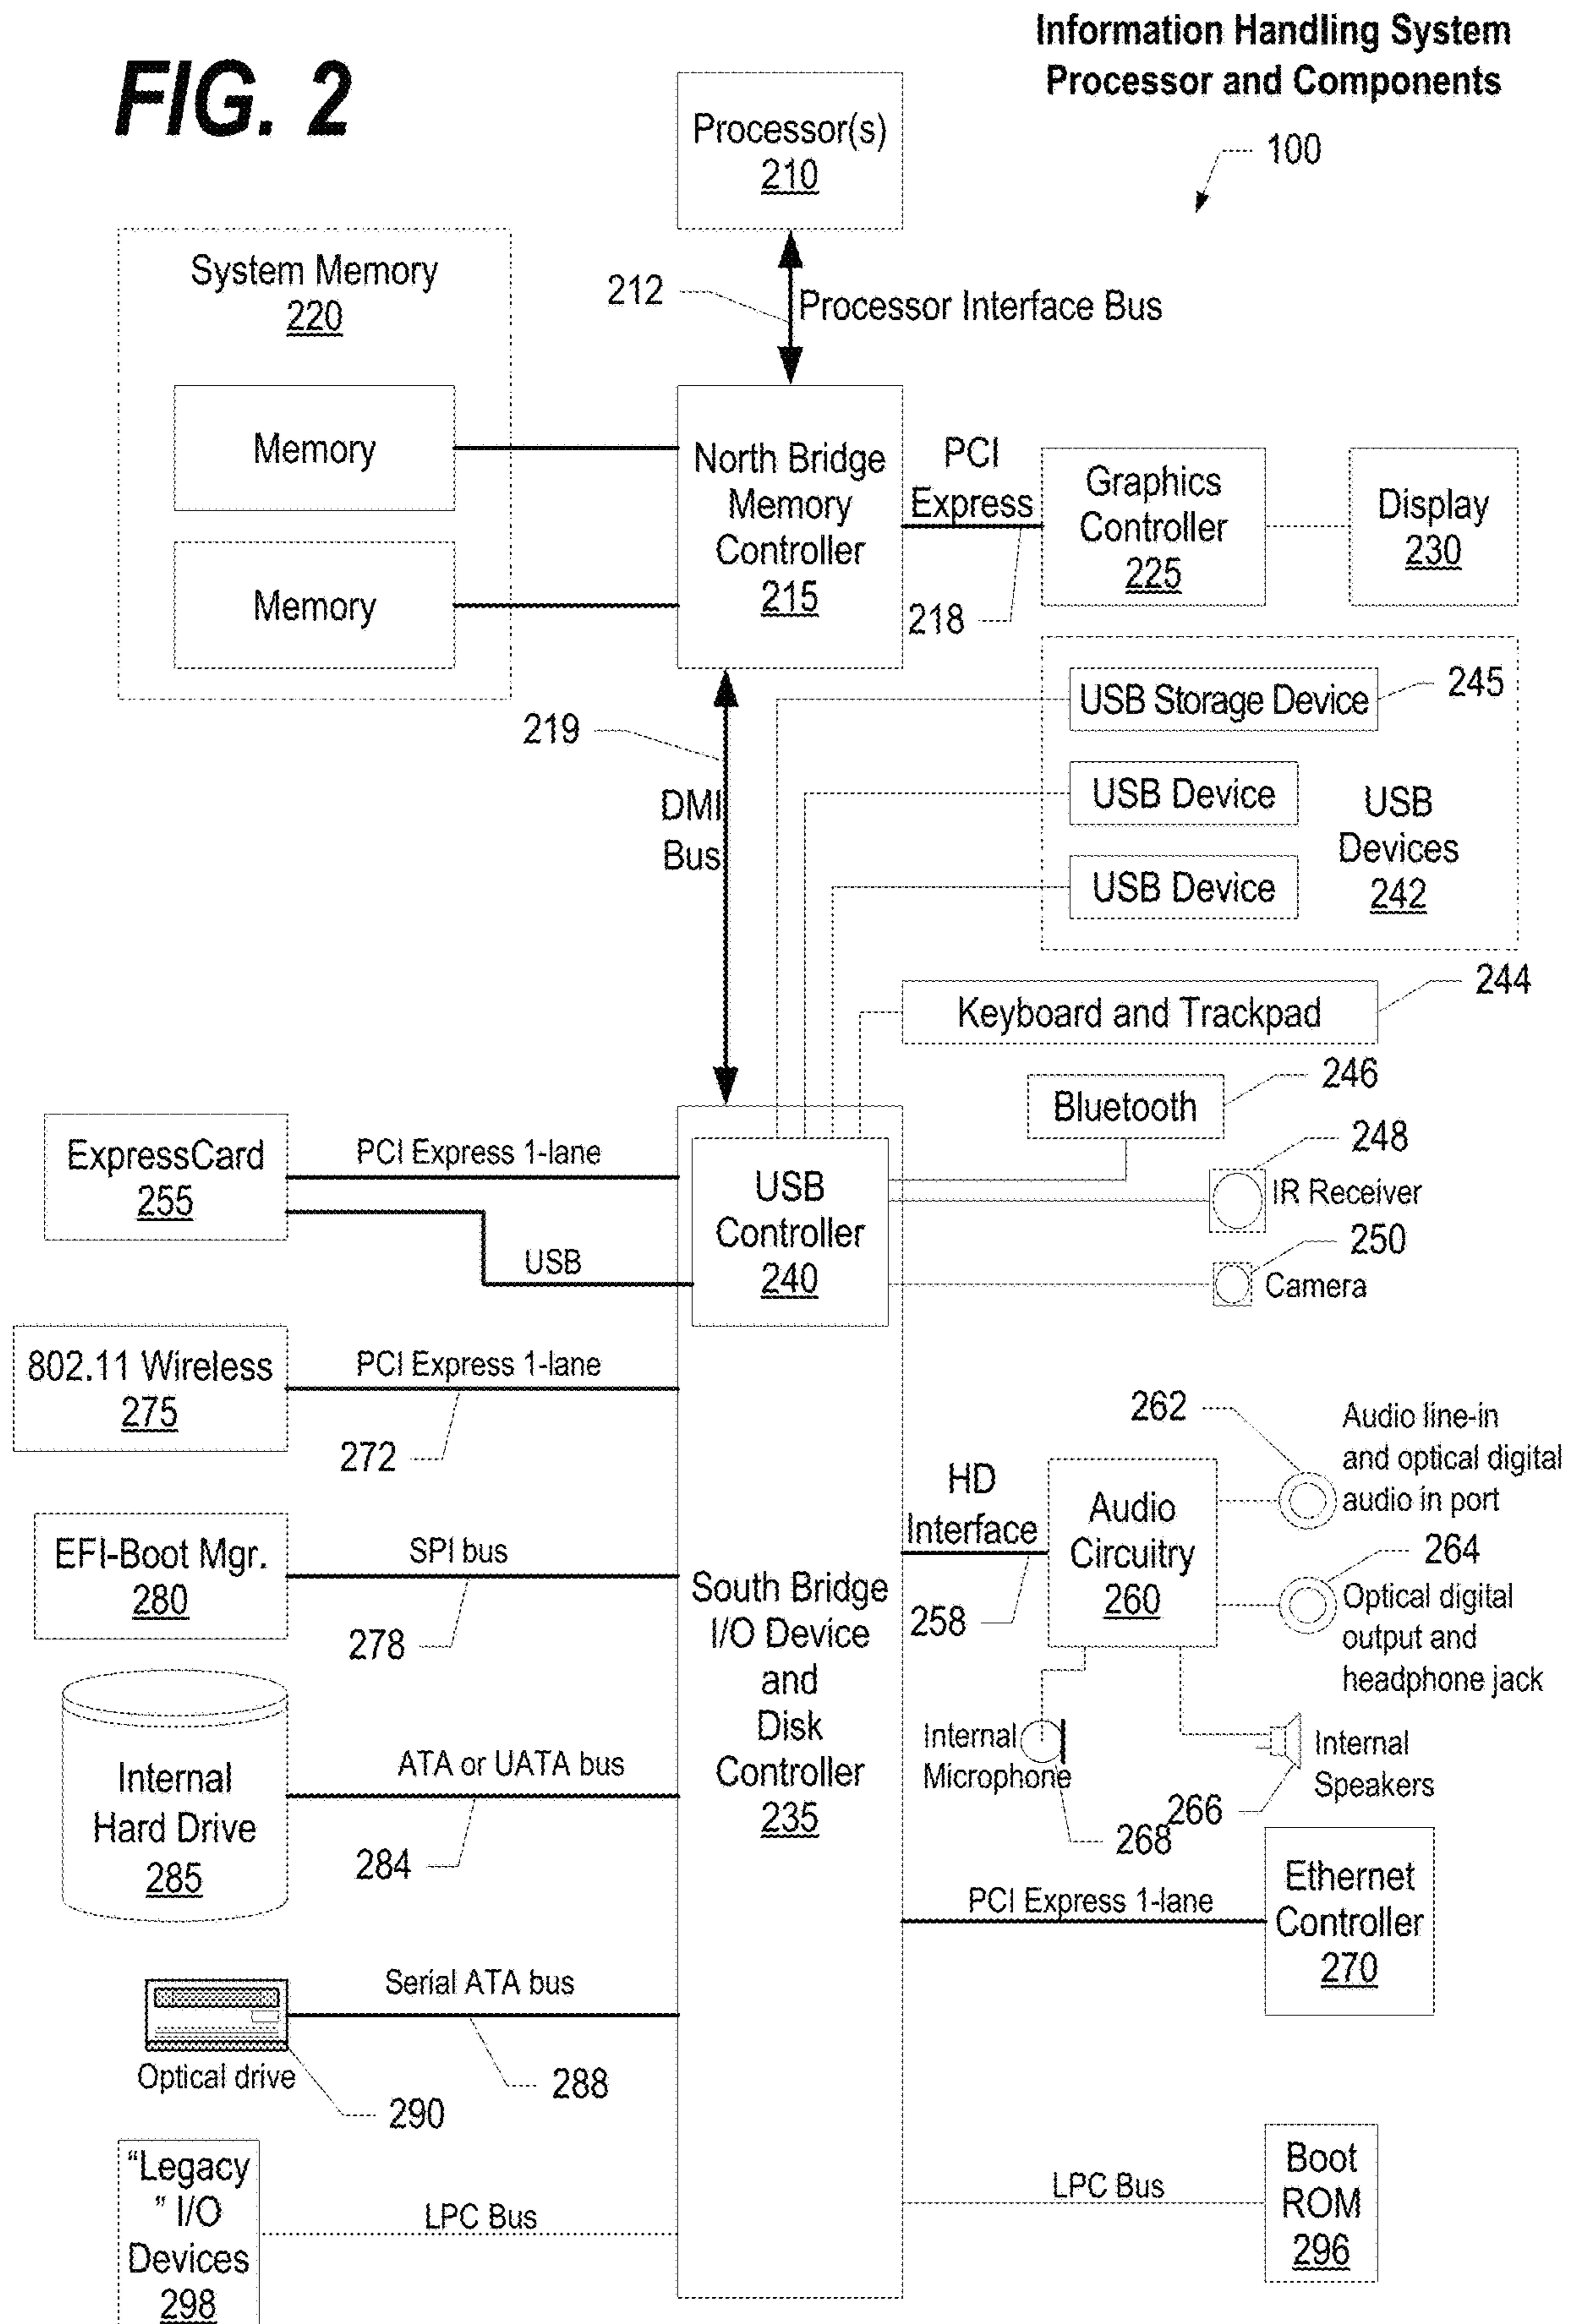 FIG. 2
Information Handling System
Processor and Components
100
Processor(s)
210
212
Processor Interface Bus
System Memory
220
Memory
Memory
North Bridge
Memory
Controller
215
PCI
Express
218
Graphics
Controller
225
Display
230
219
DMI
Bus
USB Storage Device
245
USB Device
USB Device
USB
Devices
242
Keyboard and Trackpad
244
Bluetooth
246
248
IR Receiver
250
Camera
ExpressCard
255
PCI Express 1-lane
USB
USB
Controller
240
802.11 Wireless
275
PCI Express 1-lane
272
EFI-Boot Mgr.
280
SPI bus
278
South Bridge
I/O Device
and
Disk
Controller
235
HD
Interface
258
Audio
Circuitry
260
262
Audio line-in
and optical digital
audio in port
264
Optical digital
output and
headphone jack
Internal
Microphone
268
266
Internal
Speakers
Internal
Hard Drive
285
ATA or UATA bus
284
PCI Express 1-lane
Ethernet
Controller
270
Serial ATA bus
288
Optical drive
290
“Legacy
” I/O
Devices
298
LPC Bus
LPC Bus
Boot
ROM
296